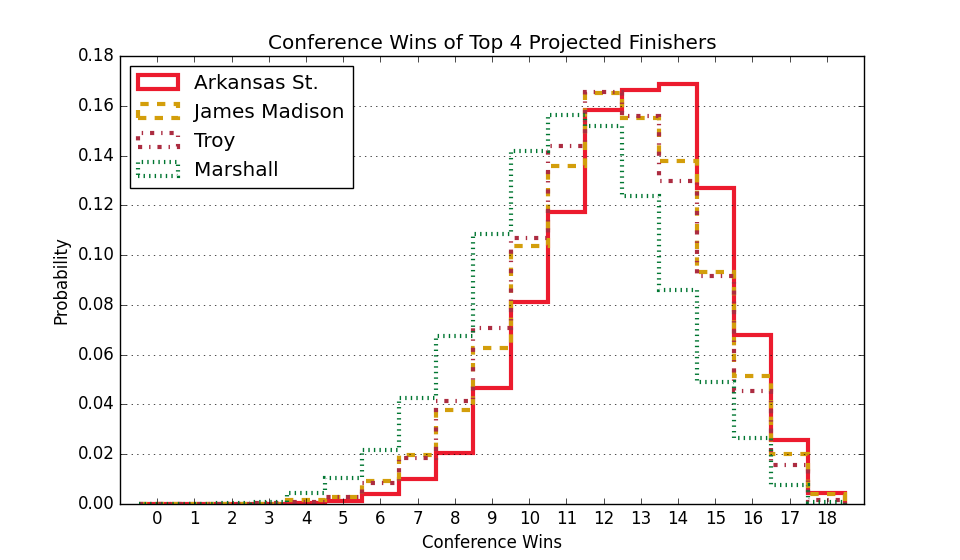 Conference Wins of Top 4 Projected Finishers
0.18
0.16
0.14
0.12
0.10
0.08
0.06
0.04
0.02
0.00
Probability
Arkansas St.
James Madison
Troy
Marshall
0 1 2 3 4 5 6 7 8 9 10 11 12 13 14 15 16 17 18
Conference Wins